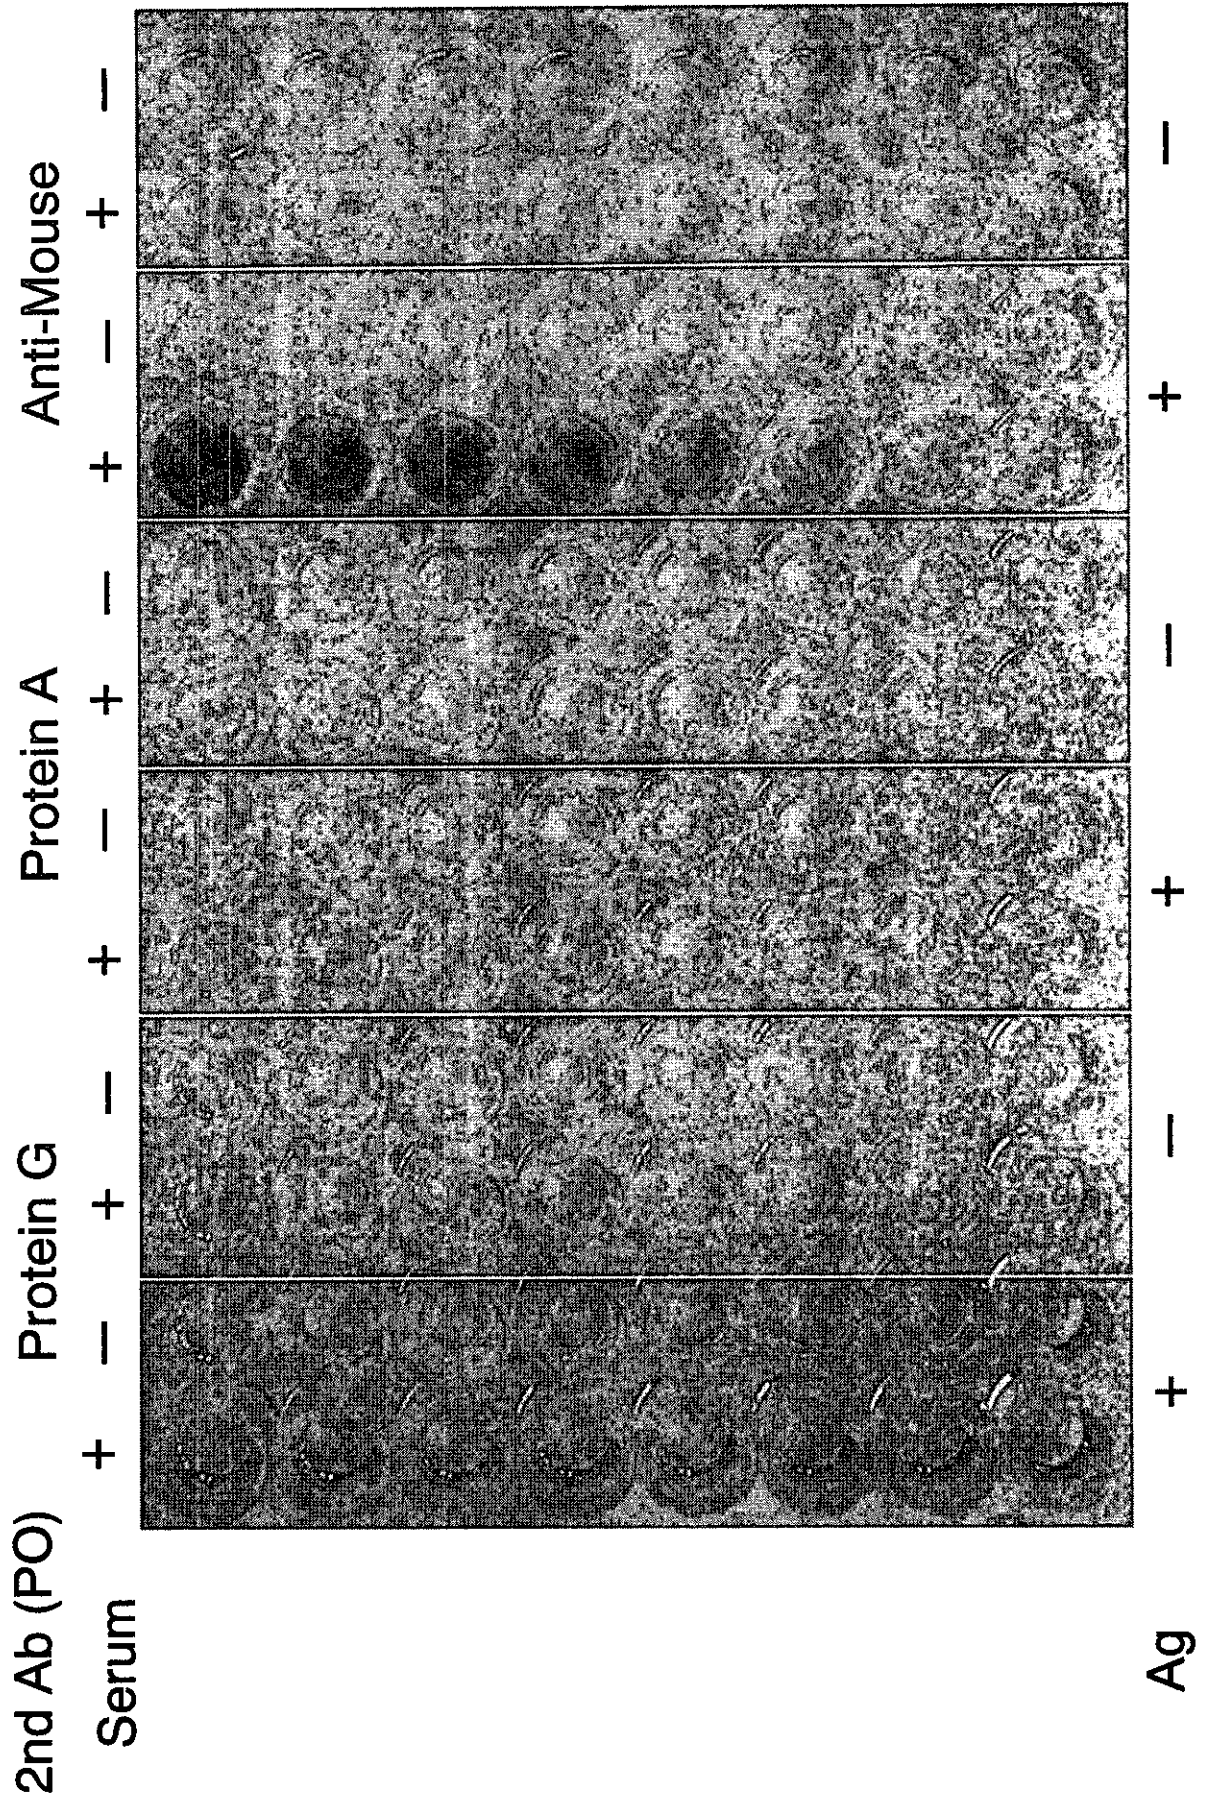 2nd Ab (PO) Protein G Protein A Anti-Mouse
Serum + − + − + − + − + − + −
Ag + − + − + −